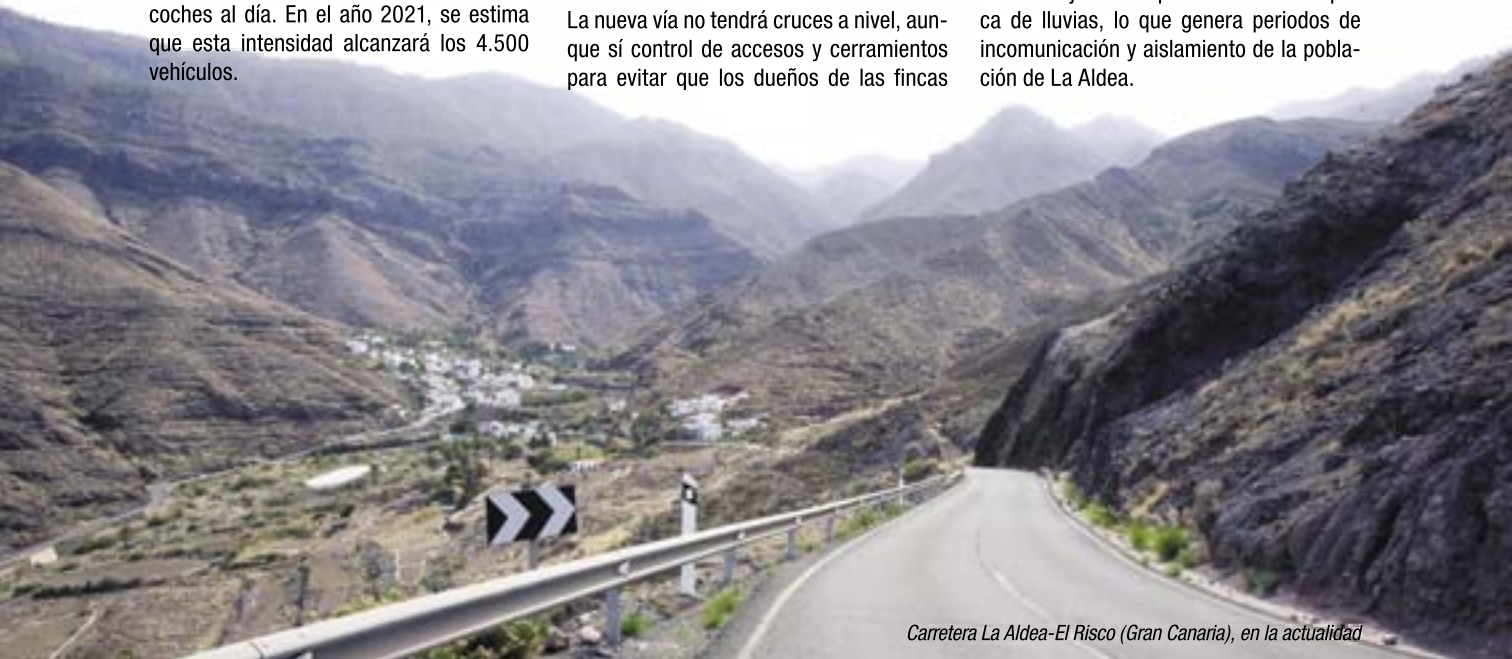 coches al día. En el año 2021, se estima
que esta intensidad alcanzará los 4.500
vehículos.
La nueva vía no tendrá cruces a nivel, aun-
que sí control de accesos y cerramientos
para evitar que los dueños de las fincas
ca de lluvias, lo que genera periodos de
incomunicación y aislamiento de la pobla-
ción de La Aldea.
Carretera La Aldea-El Risco (Gran Canaria), en la actualidad